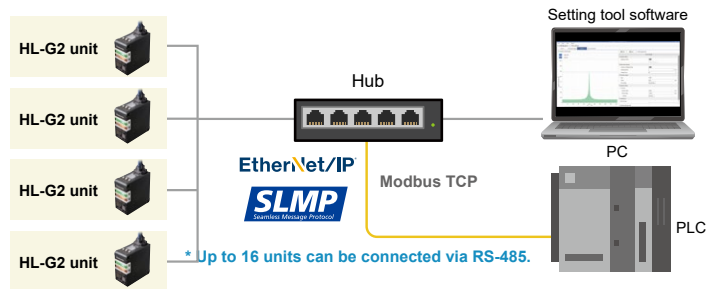 Setting tool software
HL-G2 unit
Hub
HL-G2 unit
EtherNet/IP
PC
Modbus TCP
HL-G2 unit
SLMP
Seamless Message Protocol
PLC
HL-G2 unit
* Up to 16 units can be connected via RS-485.